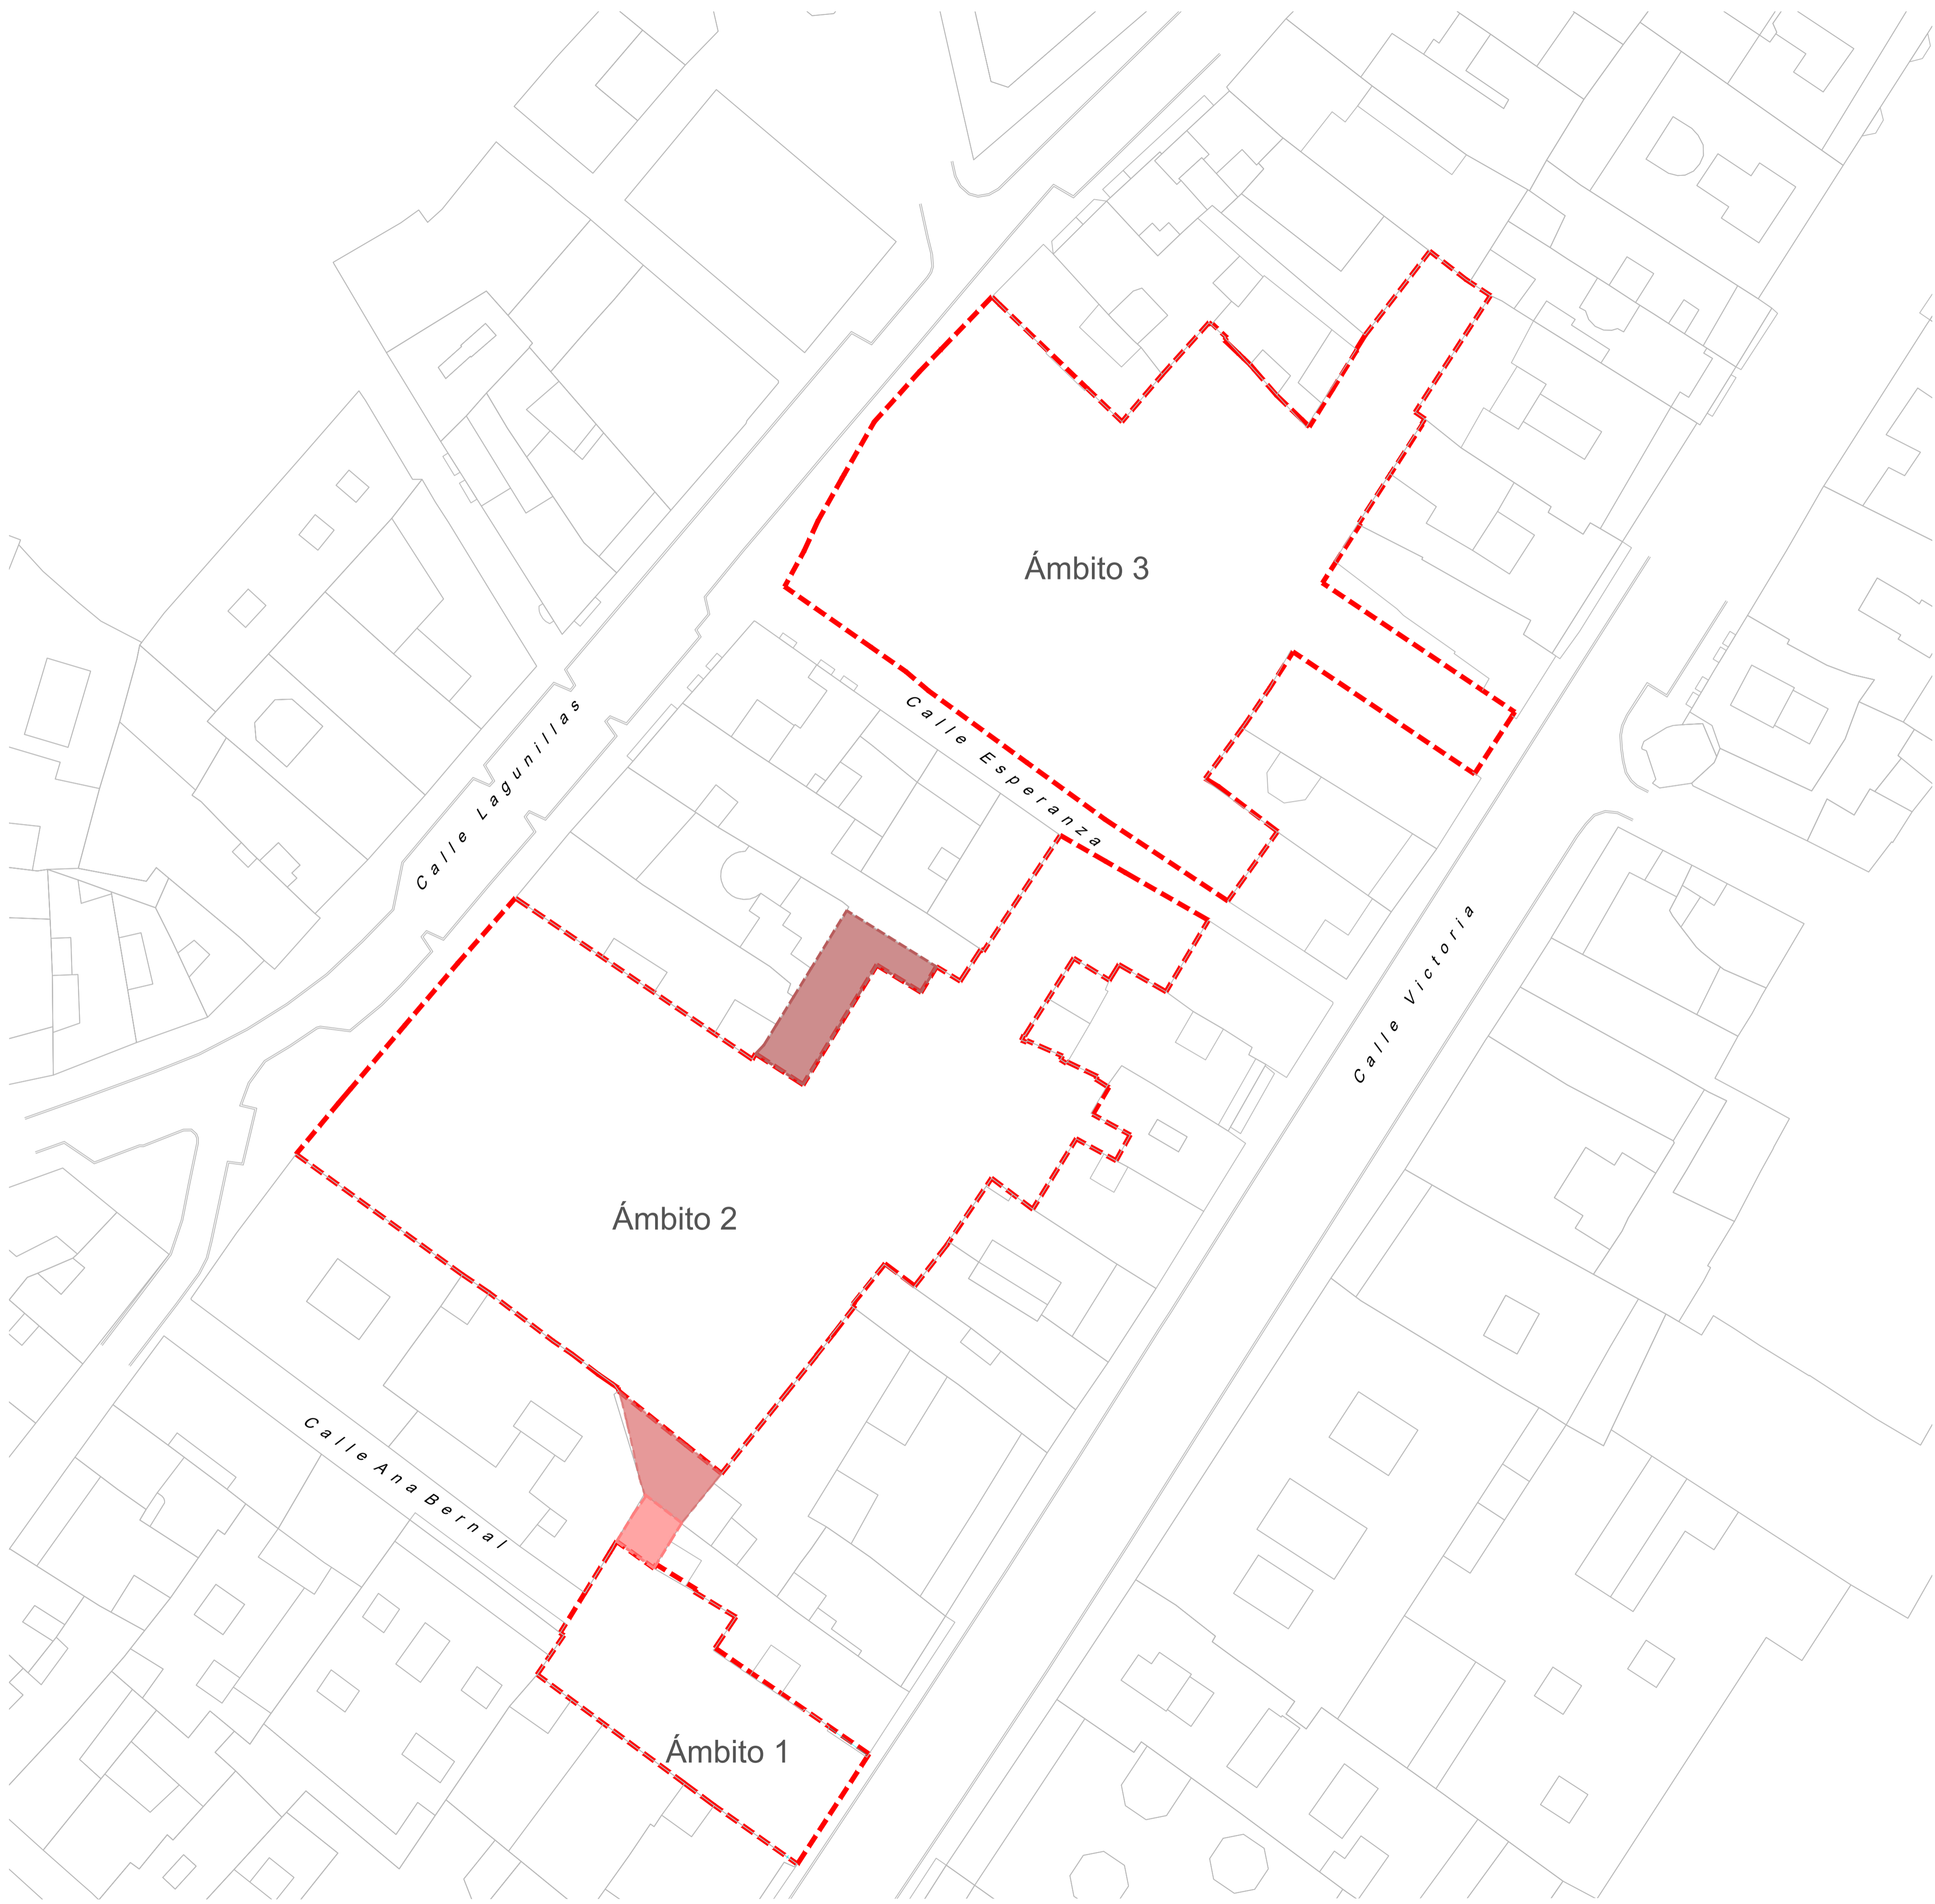 Ámbito 3
Calle Lagunillas
Calle Esperanza
Calle Victoria
Ámbito 2
Calle Ana Bernal
Ámbito 1